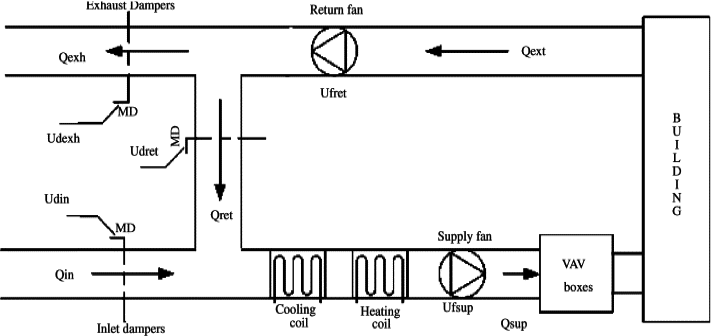 Exhaust Dampers
Return fan
Qexh
Qext
Ufret
MD
Udexh
MD
Udret
BUILDING
Udin
Qret
MD
Supply fan
Qin
VAV
boxes
Ufsup
Cooling
coil
Heating
coil
Qsup
Inlet dampers